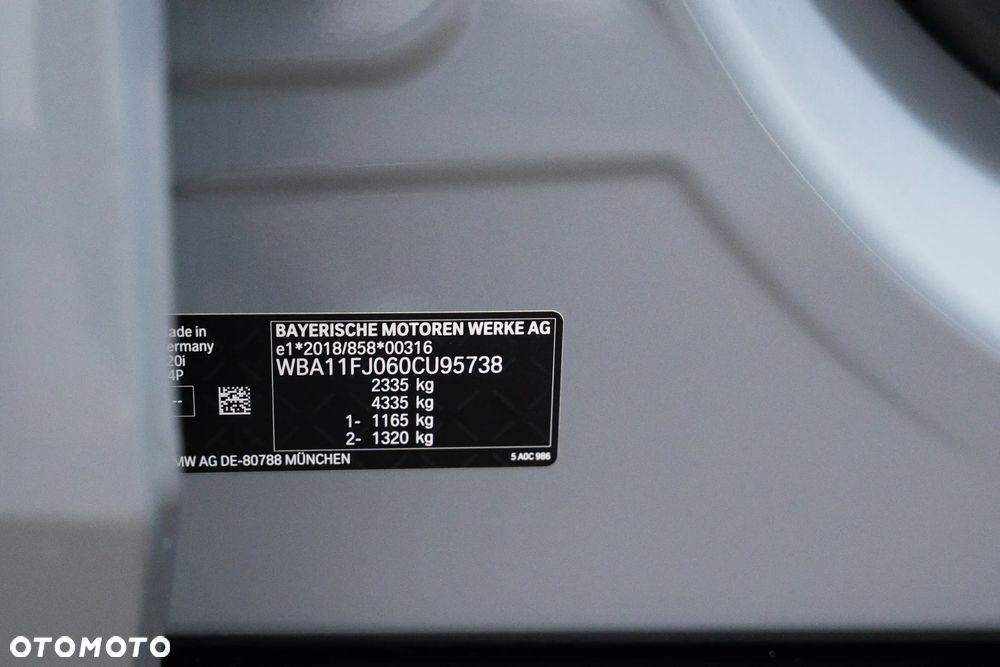 ade in
ermany
20i
4P
--
BAYERISCHE MOTOREN WERKE AG
e1*2018/858*00316
WBA11FJ060CU95738
2335 kg
4335 kg
1- 1165 kg
2- 1320 kg
MW AG DE-80788 MÜNCHEN
5 A0C 986
OTOMOTO